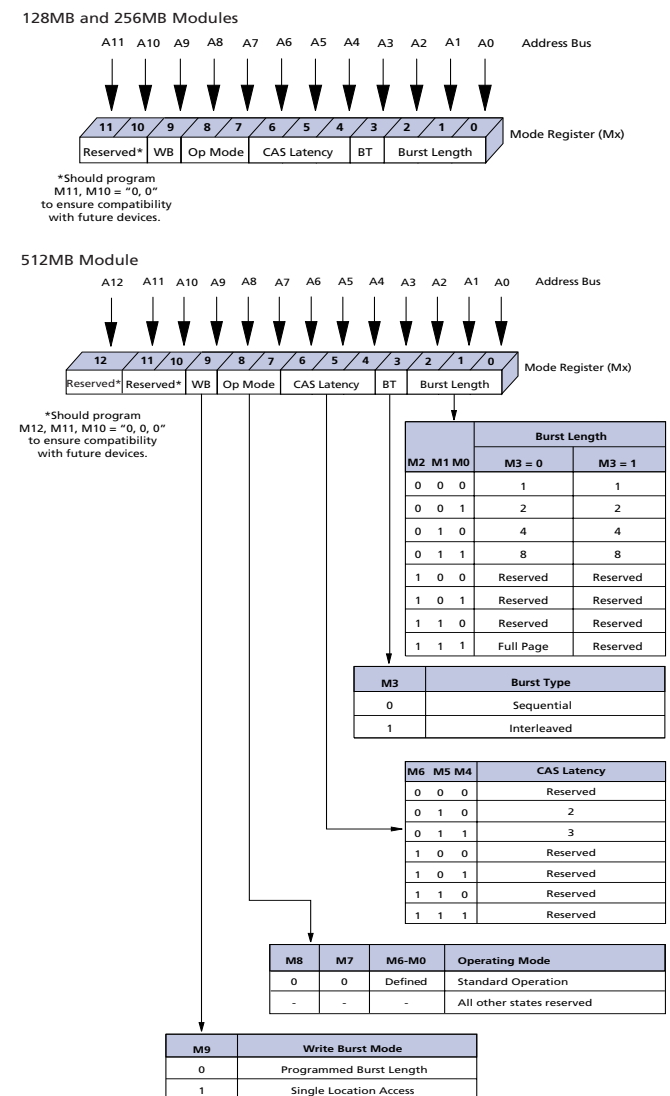 128MB and 256MB Modules
A11 A10 A9 A8 A7 A6 A5 A4 A3 A2 A1 A0 Address Bus
11 10 9 8 7 6 5 4 3 2 1 0
Mode Register (Mx)
Reserved* WB Op Mode CAS Latency BT Burst Length
*Should program
M11, M10 = “0, 0”
to ensure compatibility
with future devices.
512MB Module
A12 A11 A10 A9 A8 A7 A6 A5 A4 A3 A2 A1 A0 Address Bus
12 11 10 9 8 7 6 5 4 3 2 1 0
Mode Register (Mx)
Reserved* Reserved* WB Op Mode CAS Latency BT Burst Length
*Should program
M12, M11, M10 = “0, 0, 0”
to ensure compatibility
with future devices.
Burst Length
M2 M1 M0 M3 = 0 M3 = 1
0 0 0 1 1
0 0 1 2 2
0 1 0 4 4
0 1 1 8 8
1 0 0 Reserved Reserved
1 0 1 Reserved Reserved
1 1 0 Reserved Reserved
1 1 1 Full Page Reserved
M3 Burst Type
0 Sequential
1 Interleaved
M6 M5 M4 CAS Latency
0 0 0 Reserved
0 1 0 2
0 1 1 3
1 0 0 Reserved
1 0 1 Reserved
1 1 0 Reserved
1 1 1 Reserved
M8 M7 M6-M0 Operating Mode
0 0 Defined Standard Operation
- - - All other states reserved
M9 Write Burst Mode
0 Programmed Burst Length
1 Single Location Access